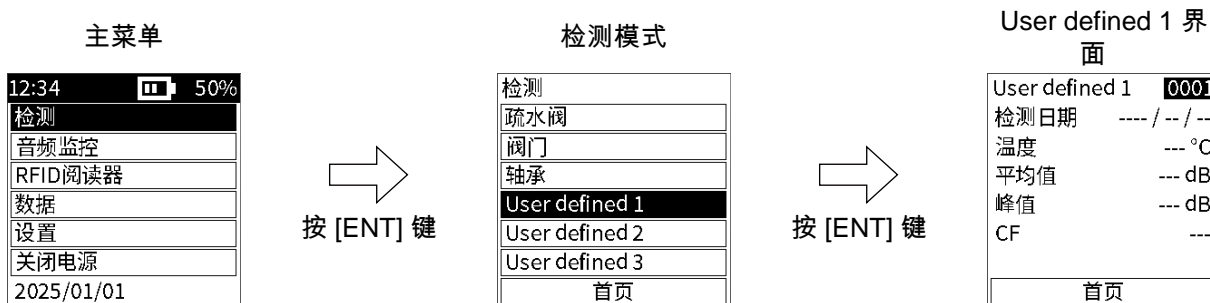 主菜单
12:34 50%
检测
音频监控
RFID阅读器
数据
设置
关闭电源
2025/01/01
按 [ENT] 键
检测模式
检测
疏水阀
阀门
轴承
User defined 1
User defined 2
User defined 3
首页
按 [ENT] 键
User defined 1 界
面
User defined 1 0001
检测日期 ---- / -- / --
温度 --- °C
平均值 --- dB
峰值 --- dB
CF ---
首页